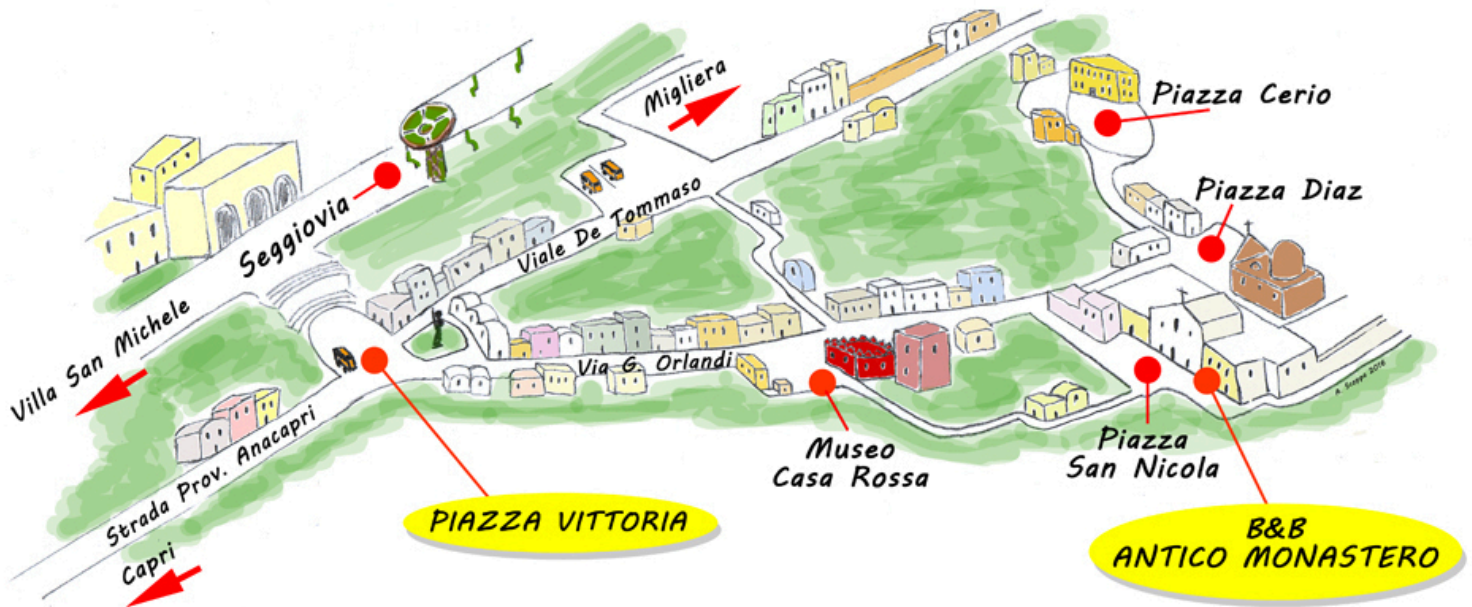 Migliera
Piazza Cerio
Piazza Diaz
Seggiovia
Viale De Tommaso
Villa San Michele
Via G. Orlandi
Strada Prov. Anacapri
Capri
Museo
Casa Rossa
Piazza
San Nicola
PIAZZA VITTORIA
B&B
ANTICO MONASTERO